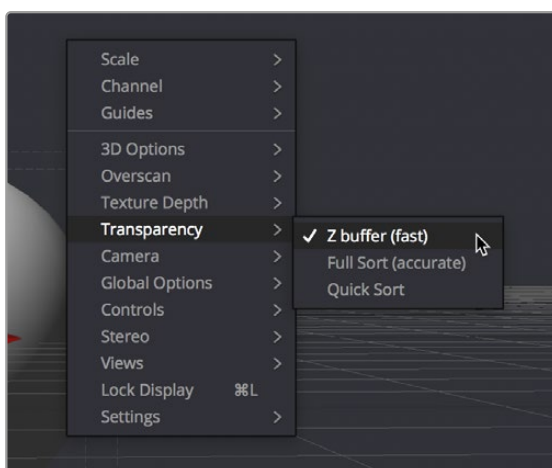 Scale >
Channel >
Guides >
3D Options >
Overscan >
Texture Depth >
Transparency >
✓ Z buffer (fast)
Full Sort (accurate)
Quick Sort
Camera >
Global Options >
Controls >
Stereo >
Views >
Lock Display ⌘L
Settings >